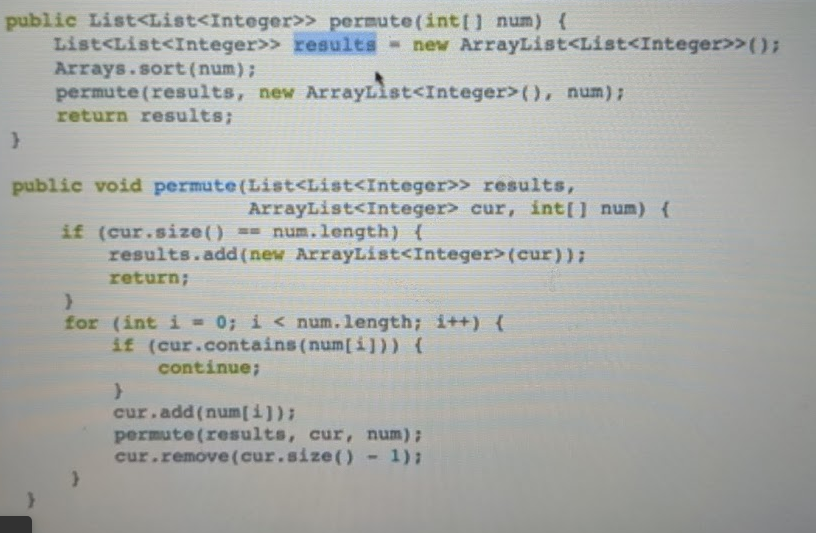 public List<List<Integer>> permute(int[] num) {
List<List<Integer>> results = new ArrayList<List<Integer>>();
Arrays.sort(num);
permute(results, new ArrayList<Integer>(), num);
return results;
}
public void permute(List<List<Integer>> results,
ArrayList<Integer> cur, int[] num) {
if (cur.size() == num.length) {
results.add(new ArrayList<Integer>(cur));
return;
}
for (int i = 0; i < num.length; i++) {
if (cur.contains(num[i])) {
continue;
}
cur.add(num[i]);
permute(results, cur, num);
cur.remove(cur.size() - 1);
}
}